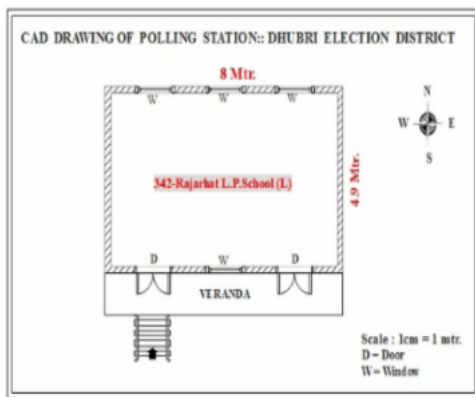 CAD DRAWING OF POLLING STATION:: DHUBRI ELECTION DISTRICT
8 Mtr.
W W W
N
W E
S
342-Rajarhat L.P.School (L)
4.9 Mtr.
D W D
VERANDA
Scale : 1cm = 1 mtr.
D = Door
W = Window